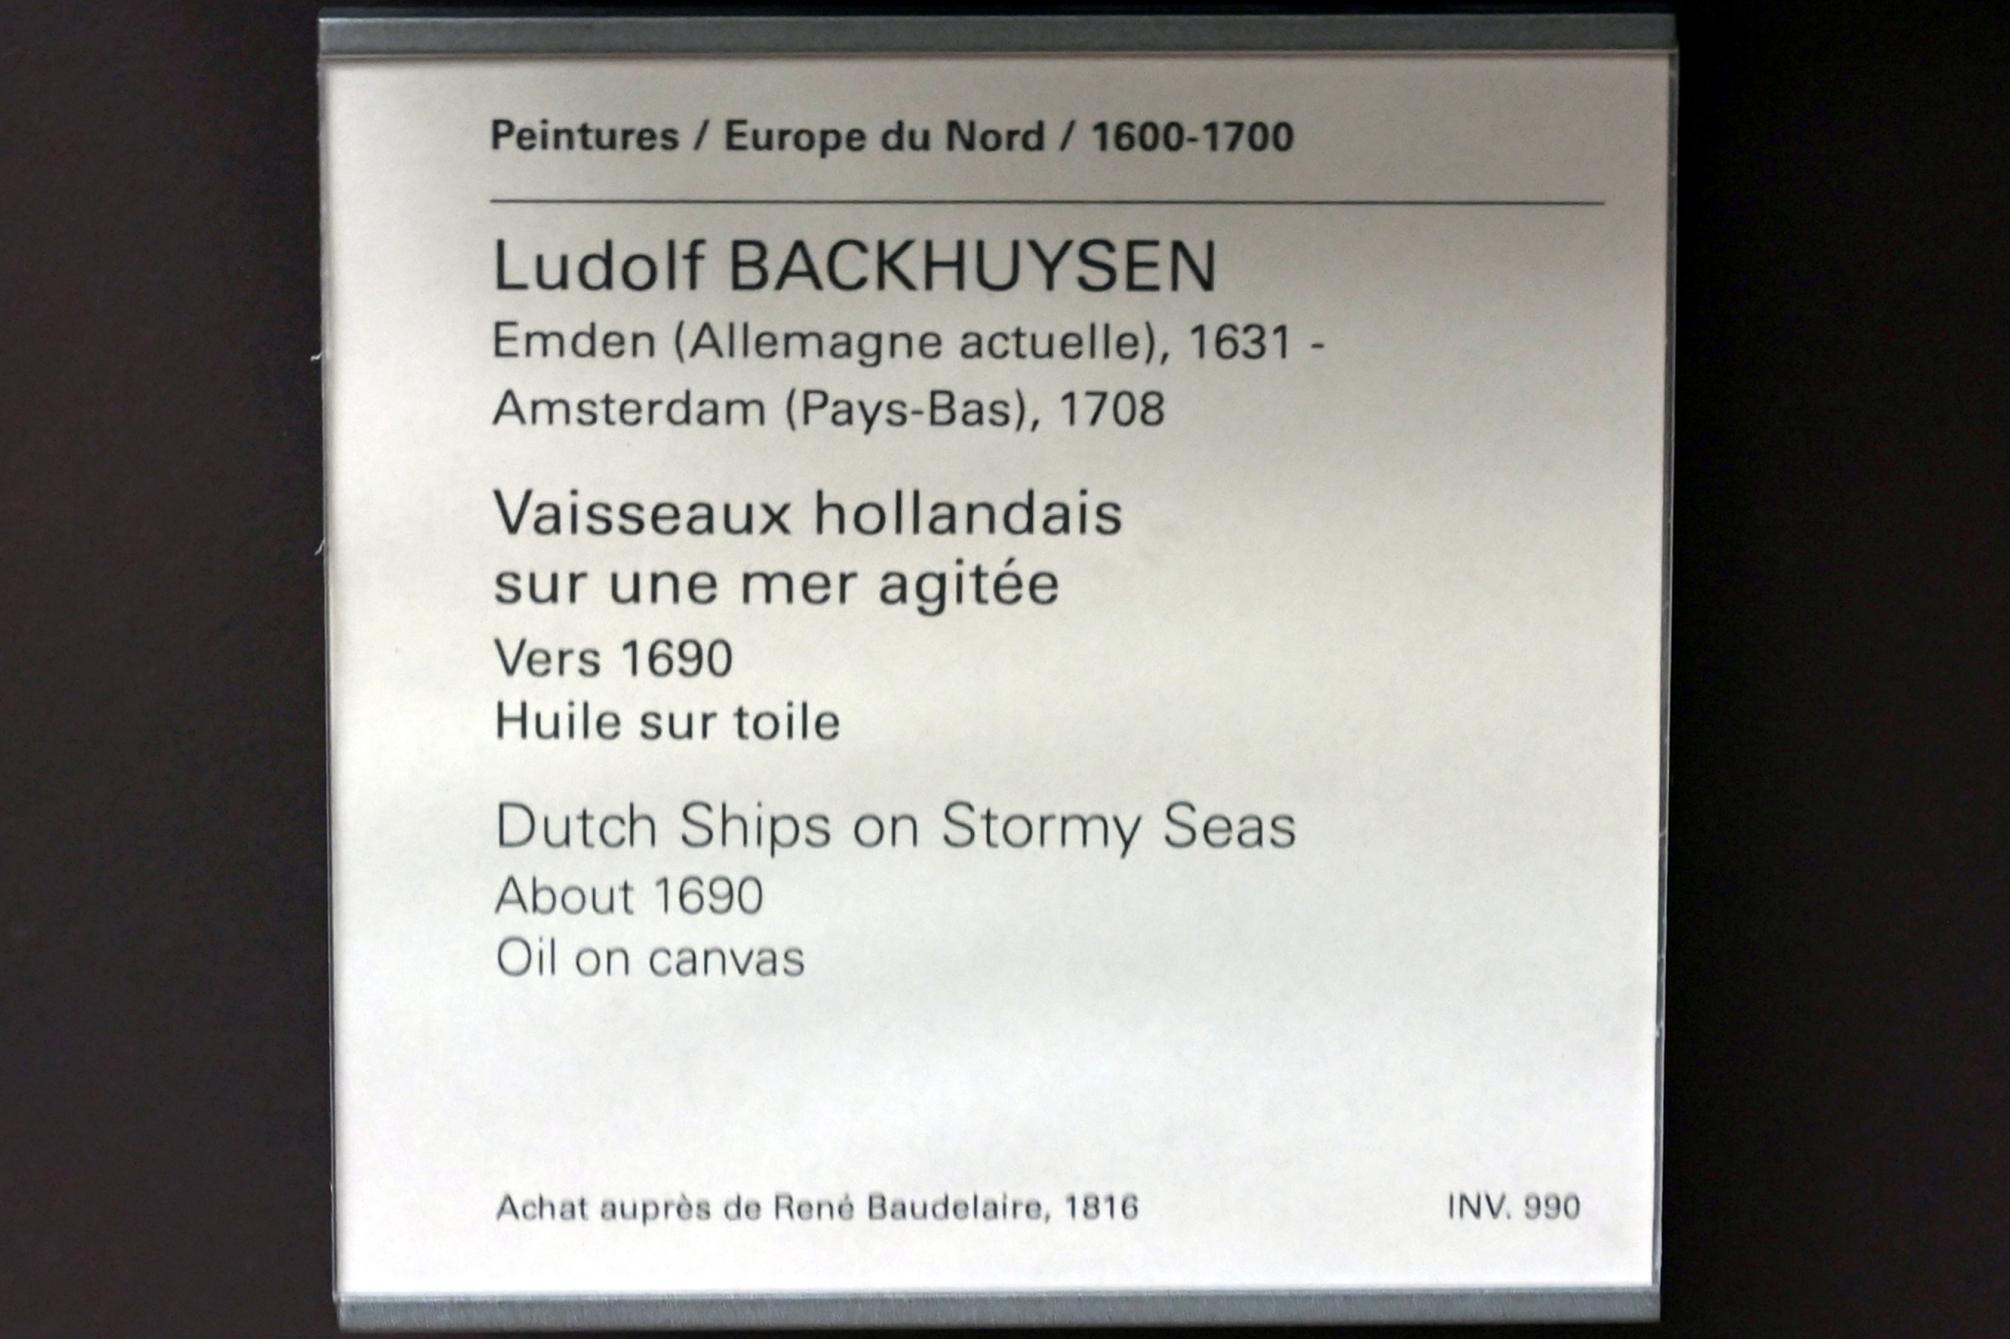 Peintures / Europe du Nord / 1600-1700
Ludolf BACKHUYSEN
Emden (Allemagne actuelle), 1631 -
Amsterdam (Pays-Bas), 1708
Vaisseaux hollandais
sur une mer agitée
Vers 1690
Huile sur toile
Dutch Ships on Stormy Seas
About 1690
Oil on canvas
Achat auprès de René Baudelaire, 1816 INV. 990